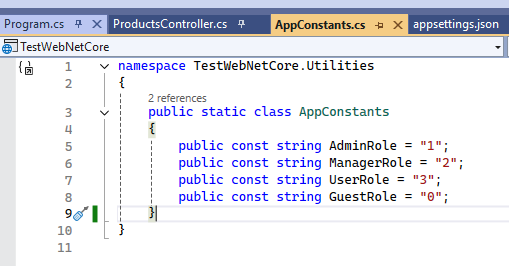 Program.cs ProductsController.cs AppConstants.cs appsettings.json
TestWebNetCore
1 namespace TestWebNetCore.Utilities
2 {
2 references
3 public static class AppConstants
4 {
5 public const string AdminRole = "1";
6 public const string ManagerRole = "2";
7 public const string UserRole = "3";
8 public const string GuestRole = "0";
9 }
10 }
11